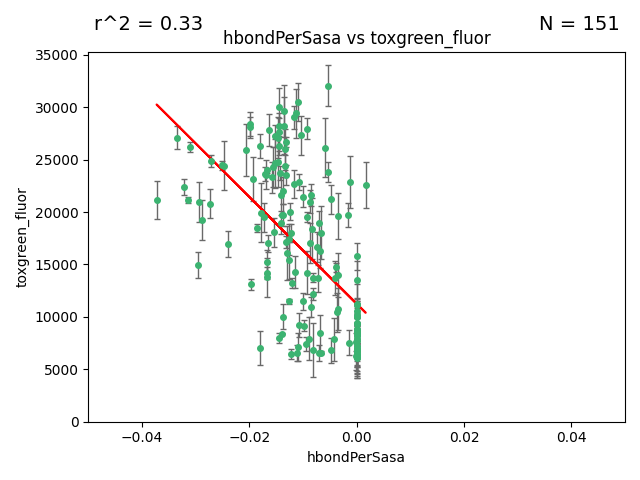 r^2 = 0.33
N = 151
hbondPerSasa vs toxgreen_fluor
toxgreen_fluor
35000
30000
25000
20000
15000
10000
5000
0
−0.04
−0.02
0.00
0.02
0.04
hbondPerSasa